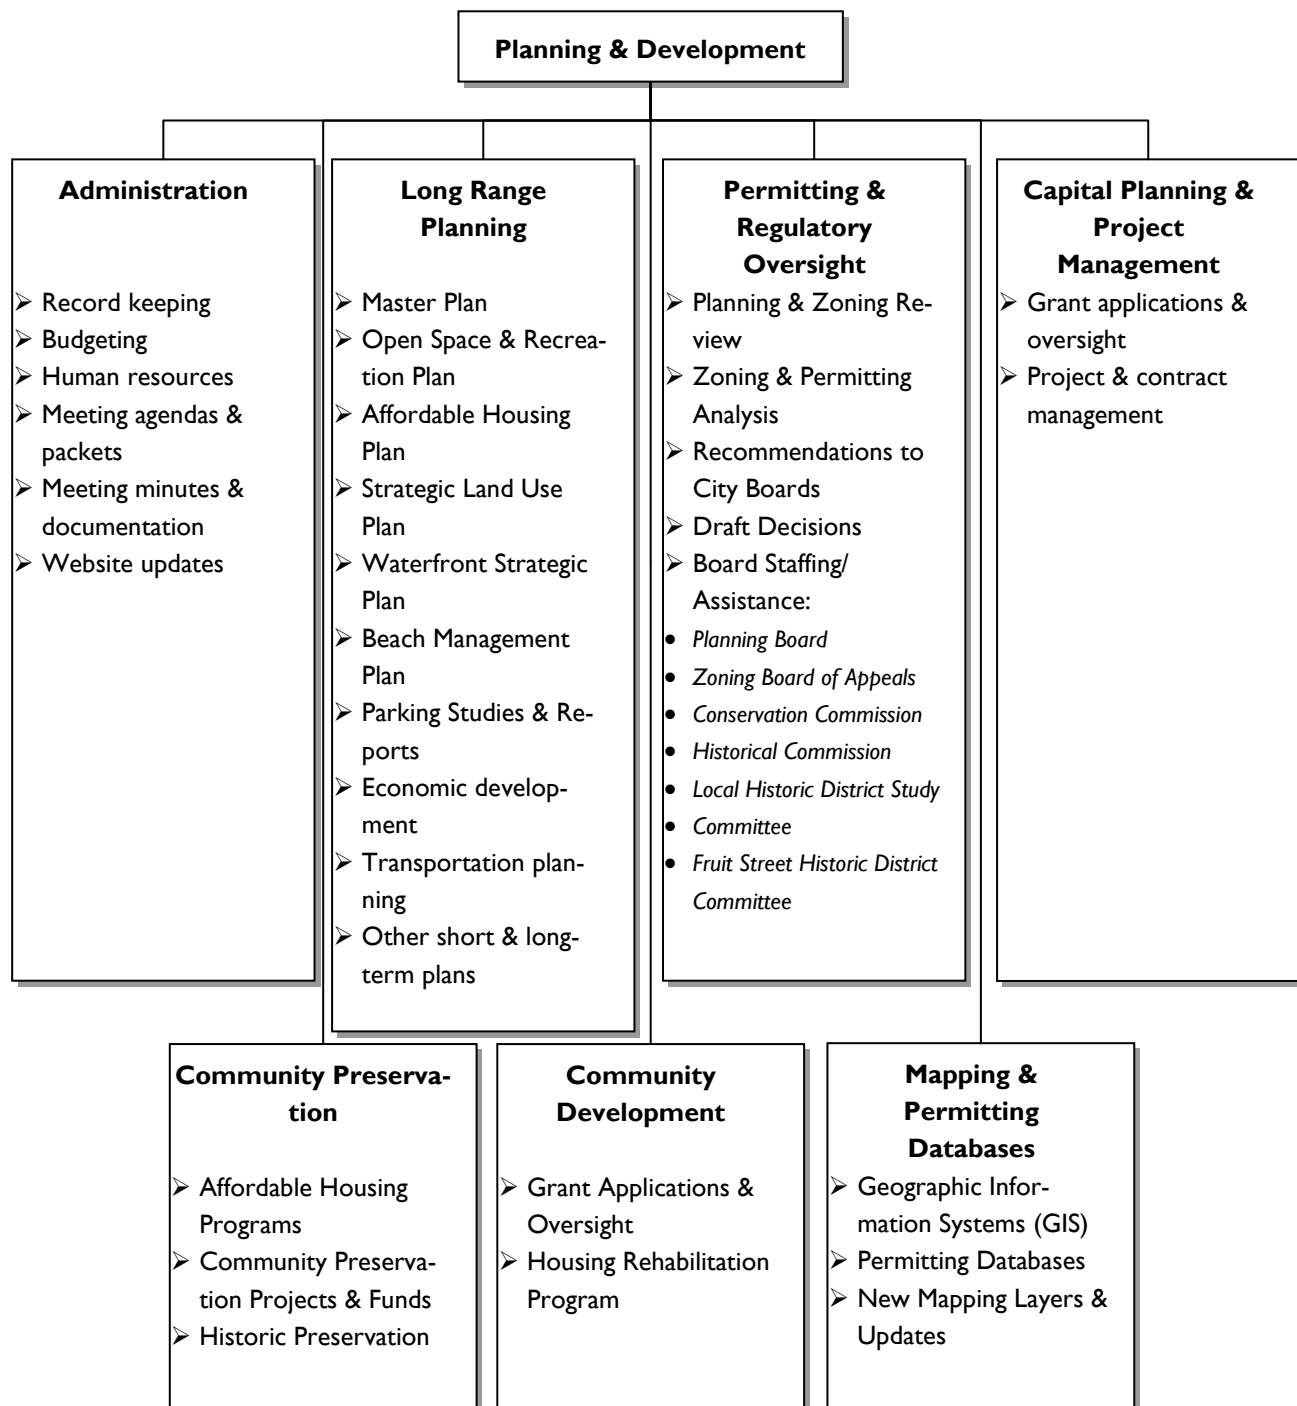 Planning & Development
Administration
➢ Record keeping
➢ Budgeting
➢ Human resources
➢ Meeting agendas &
packets
➢ Meeting minutes &
documentation
➢ Website updates
Long Range
Planning
➢ Master Plan
➢ Open Space & Recrea-
tion Plan
➢ Affordable Housing
Plan
➢ Strategic Land Use
Plan
➢ Waterfront Strategic
Plan
➢ Beach Management
Plan
➢ Parking Studies & Re-
ports
➢ Economic develop-
ment
➢ Transportation plan-
ning
➢ Other short & long-
term plans
Permitting &
Regulatory
Oversight
➢ Planning & Zoning Re-
view
➢ Zoning & Permitting
Analysis
➢ Recommendations to
City Boards
➢ Draft Decisions
➢ Board Staffing/
Assistance:
• Planning Board
• Zoning Board of Appeals
• Conservation Commission
• Historical Commission
• Local Historic District Study
• Committee
• Fruit Street Historic District
Committee
Capital Planning &
Project
Management
➢ Grant applications &
oversight
➢ Project & contract
management
Community Preserva-
tion
➢ Affordable Housing
Programs
➢ Community Preserva-
tion Projects & Funds
➢ Historic Preservation
Community
Development
➢ Grant Applications &
Oversight
➢ Housing Rehabilitation
Program
Mapping &
Permitting
Databases
➢ Geographic Infor-
mation Systems (GIS)
➢ Permitting Databases
➢ New Mapping Layers &
Updates